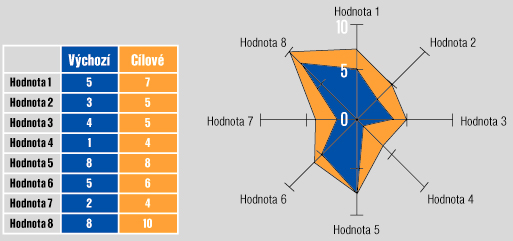 Výchozí Cílové
Hodnota 1 5 7
Hodnota 2 3 5
Hodnota 3 4 5
Hodnota 4 1 4
Hodnota 5 8 8
Hodnota 6 5 6
Hodnota 7 2 4
Hodnota 8 8 10
Hodnota 1
10
Hodnota 8
Hodnota 2
5
Hodnota 7
0
Hodnota 3
Hodnota 6
Hodnota 4
Hodnota 5